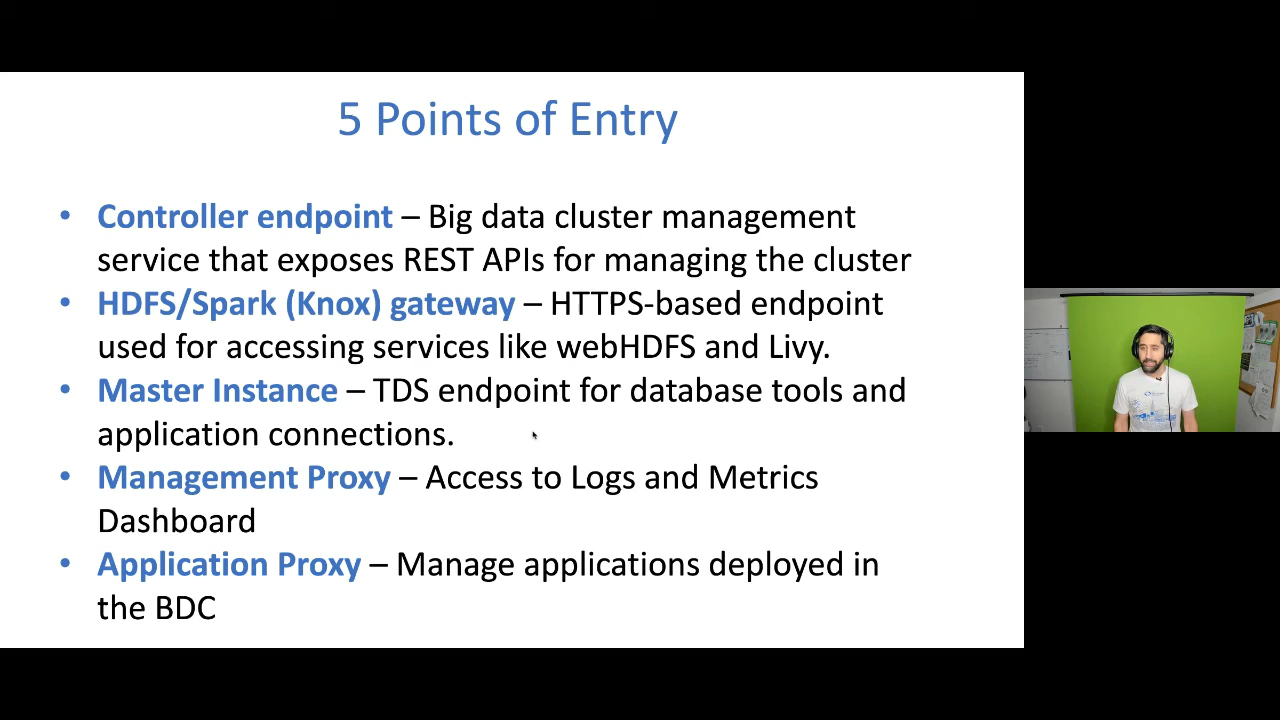 5 Points of Entry
• Controller endpoint – Big data cluster management
service that exposes REST APIs for managing the cluster
• HDFS/Spark (Knox) gateway – HTTPS-based endpoint
used for accessing services like webHDFS and Livy.
• Master Instance – TDS endpoint for database tools and
application connections.
• Management Proxy – Access to Logs and Metrics
Dashboard
• Application Proxy – Manage applications deployed in
the BDC